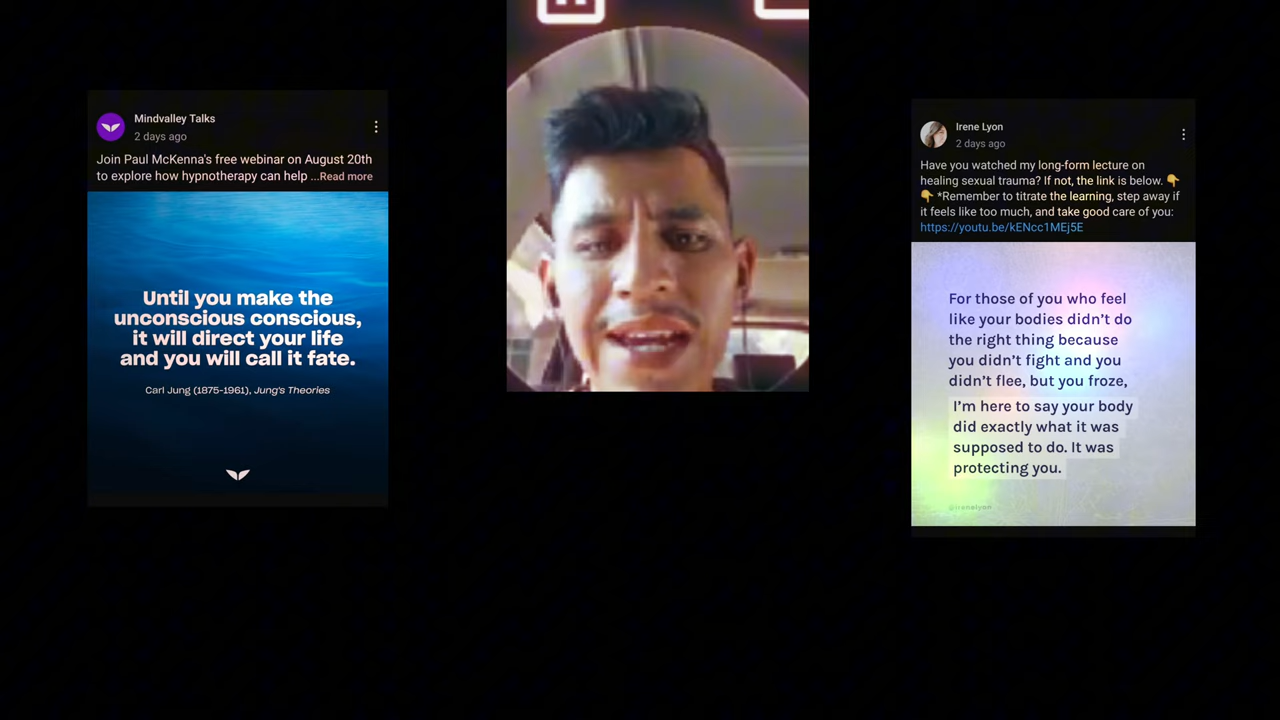 Mindvalley Talks
2 days ago
Join Paul McKenna's free webinar on August 20th
to explore how hypnotherapy can help ...Read more
Until you make the
unconscious conscious,
it will direct your life
and you will call it fate.
Carl Jung (1875-1961), Jung's Theories
Irene Lyon
2 days ago
Have you watched my long-form lecture on
healing sexual trauma? If not, the link is below. 👇
👇 *Remember to titrate the learning, step away if
it feels like too much, and take good care of you:
https://youtu.be/kENcc1MEj5E
For those of you who feel
like your bodies didn't do
the right thing because
you didn't fight and you
didn't flee, but you froze,
I'm here to say your body
did exactly what it was
supposed to do. It was
protecting you.
@irenelyon